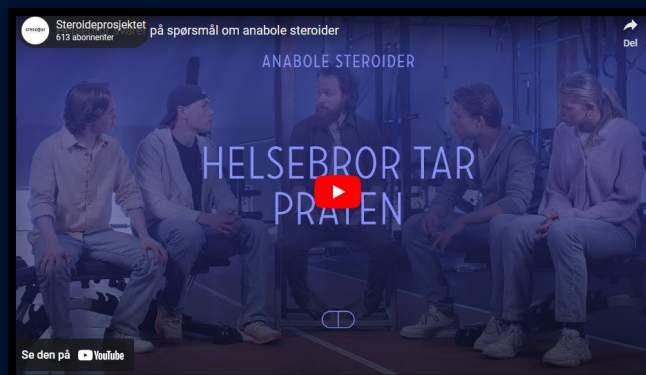 Steroideprosjektet
613 abonnenter
på spørsmål om anabole steroider
Del
ANABOLE STEROIDER
HELSEBROR TAR
PRATEN
Se den på YouTube